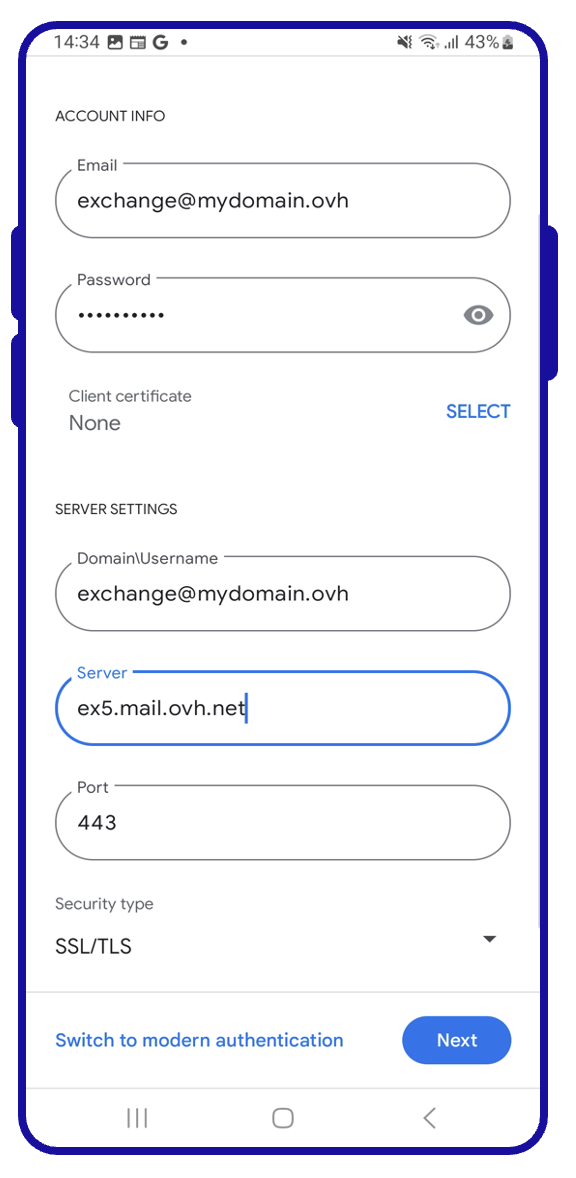 14:34 G 43%
ACCOUNT INFO
Email
exchange@mydomain.ovh
Password
••••••••••
Client certificate
None
SELECT
SERVER SETTINGS
Domain\Username
exchange@mydomain.ovh
Server
ex5.mail.ovh.net
Port
443
Security type
SSL/TLS
Switch to modern authentication
Next